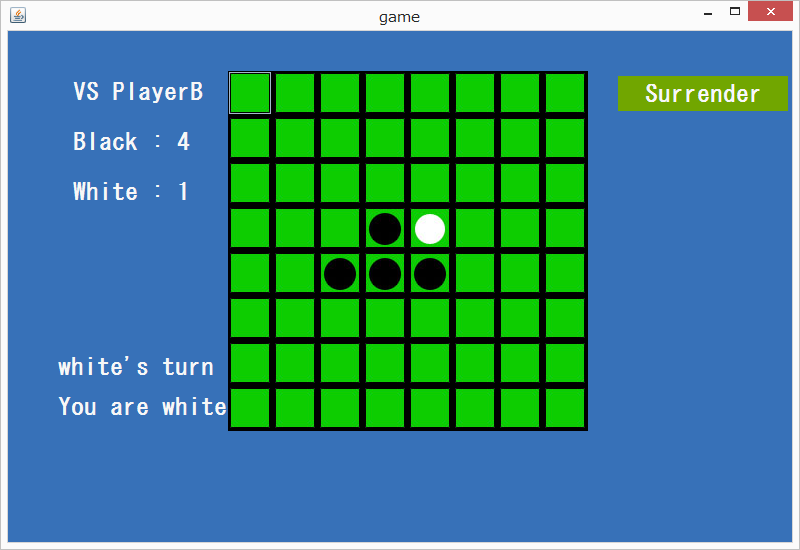 game
VS PlayerB
Surrender
Black : 4
White : 1
white's turn
You are white